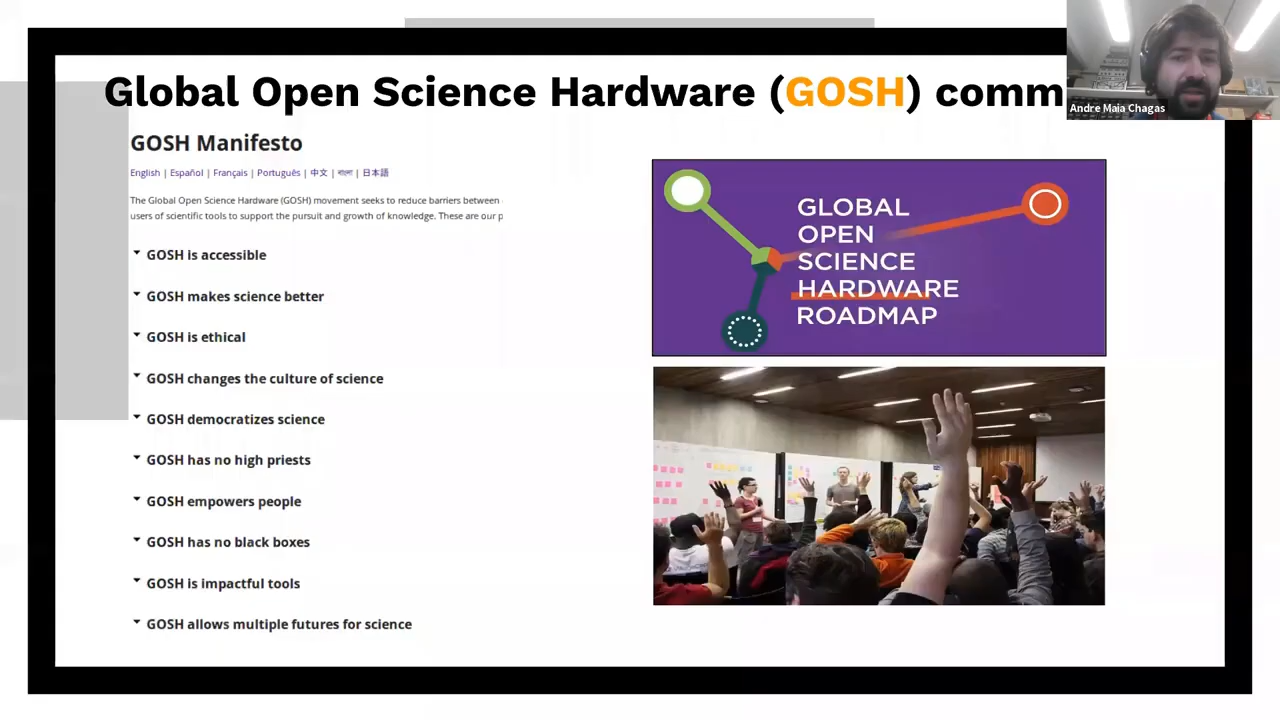 Global Open Science Hardware (GOSH) comm
Andre Maia Chagas
GOSH Manifesto
English | Español | Français | Português | 中文 | বাংলা | 日本語
The Global Open Science Hardware (GOSH) movement seeks to reduce barriers between
users of scientific tools to support the pursuit and growth of knowledge. These are our p
GOSH is accessible
GOSH makes science better
GOSH is ethical
GOSH changes the culture of science
GOSH democratizes science
GOSH has no high priests
GOSH empowers people
GOSH has no black boxes
GOSH is impactful tools
GOSH allows multiple futures for science
GLOBAL
OPEN
SCIENCE
HARDWARE
ROADMAP